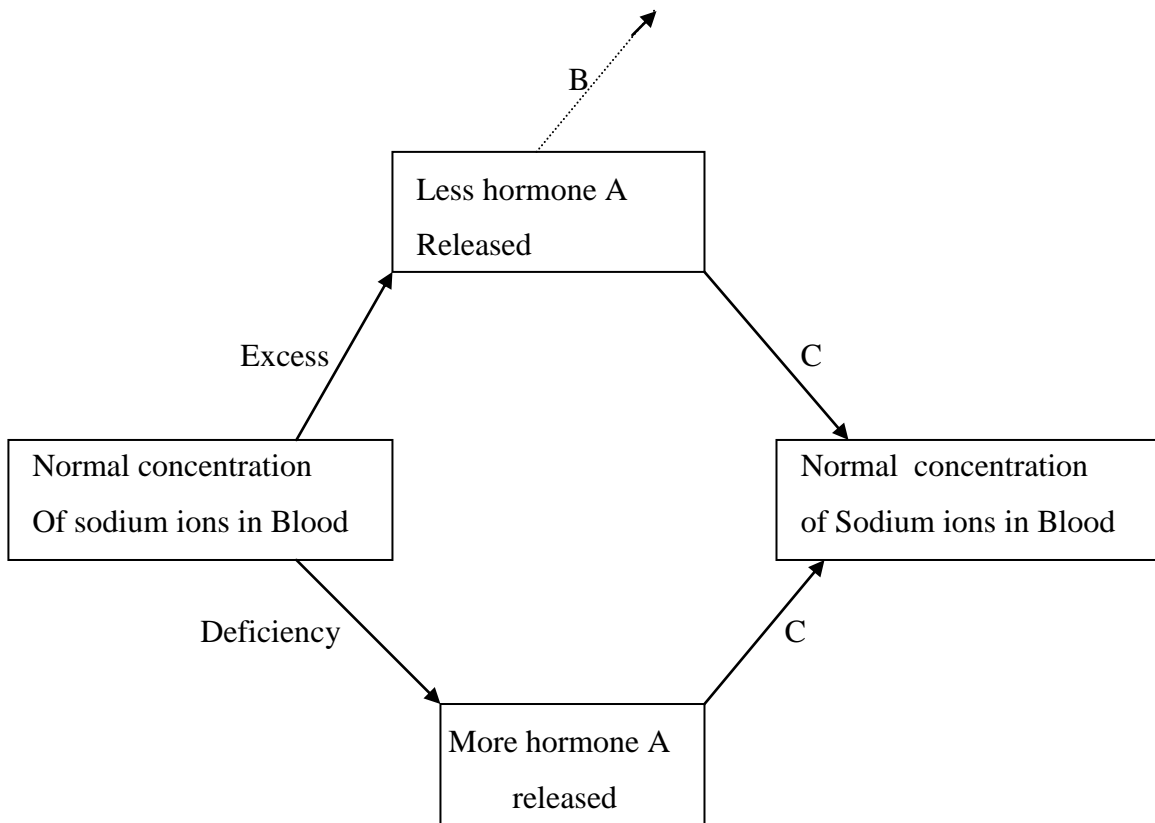 B
Less hormone A
Released
Excess
C
Normal concentration
Of sodium ions in Blood
Normal concentration
of Sodium ions in Blood
Deficiency
C
More hormone A
released